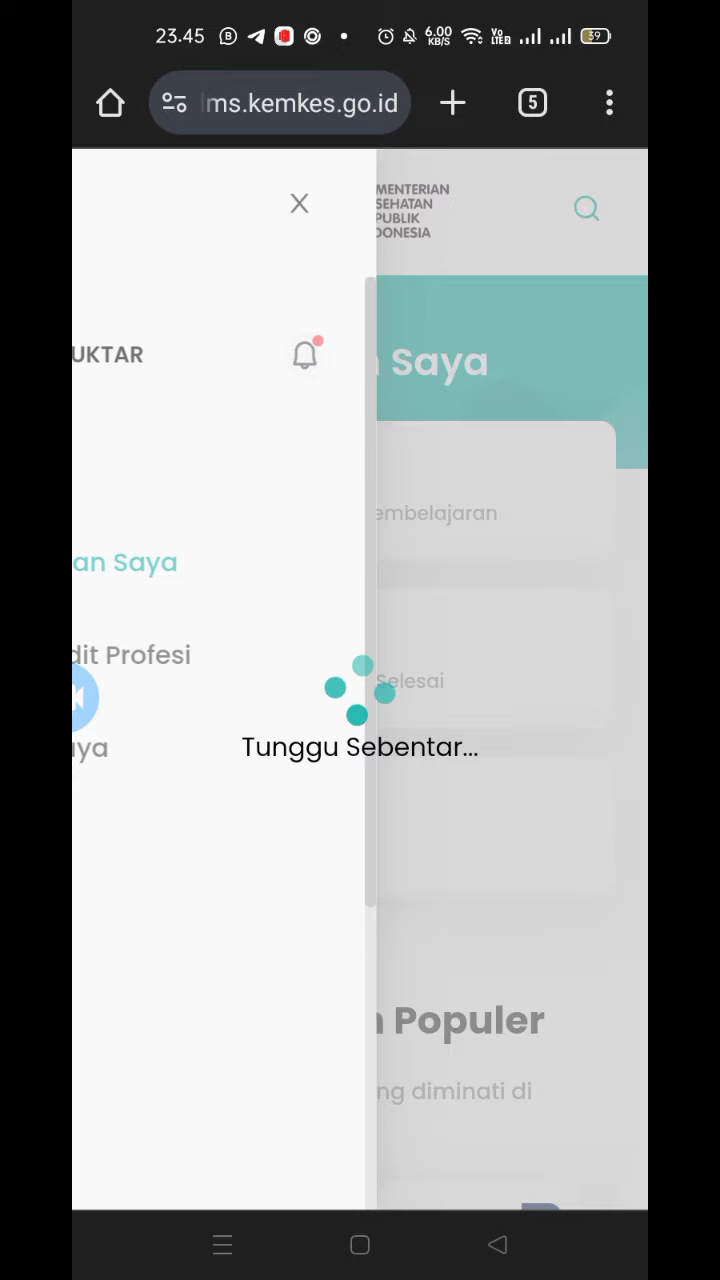 23.45
6.00
KB/S
39
ms.kemkes.go.id
5
MENTERIAN
SEHATAN
PUBLIK
DONESIA
UKTAR
Saya
embelajaran
an Saya
dit Profesi
Selesai
aya
Tunggu Sebentar...
n Populer
ng diminati di